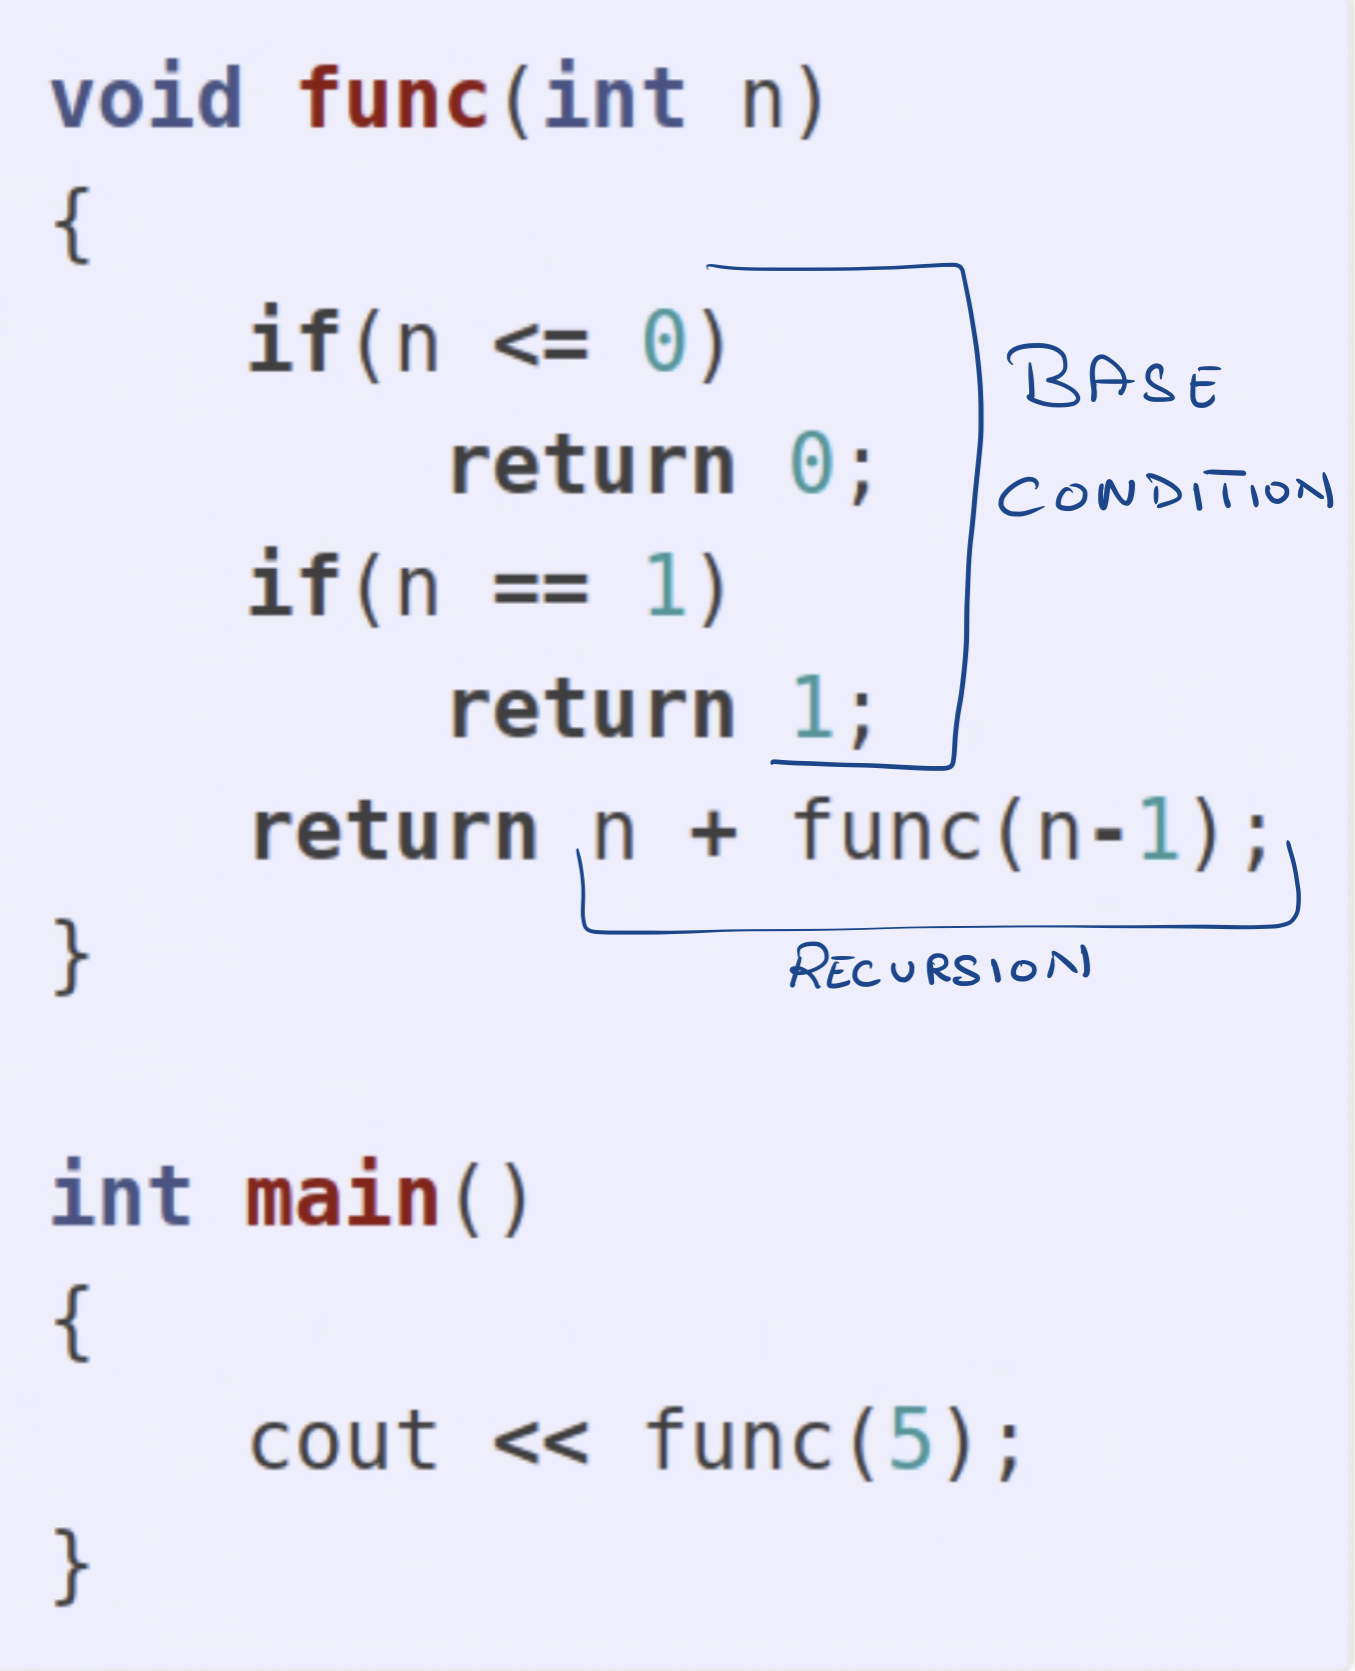 void func(int n)
{
if(n <= 0)
return 0;
if(n == 1)
return 1;
BASE
CONDITION
return n + func(n-1);
RECURSION
}
int main()
{
cout << func(5);
}